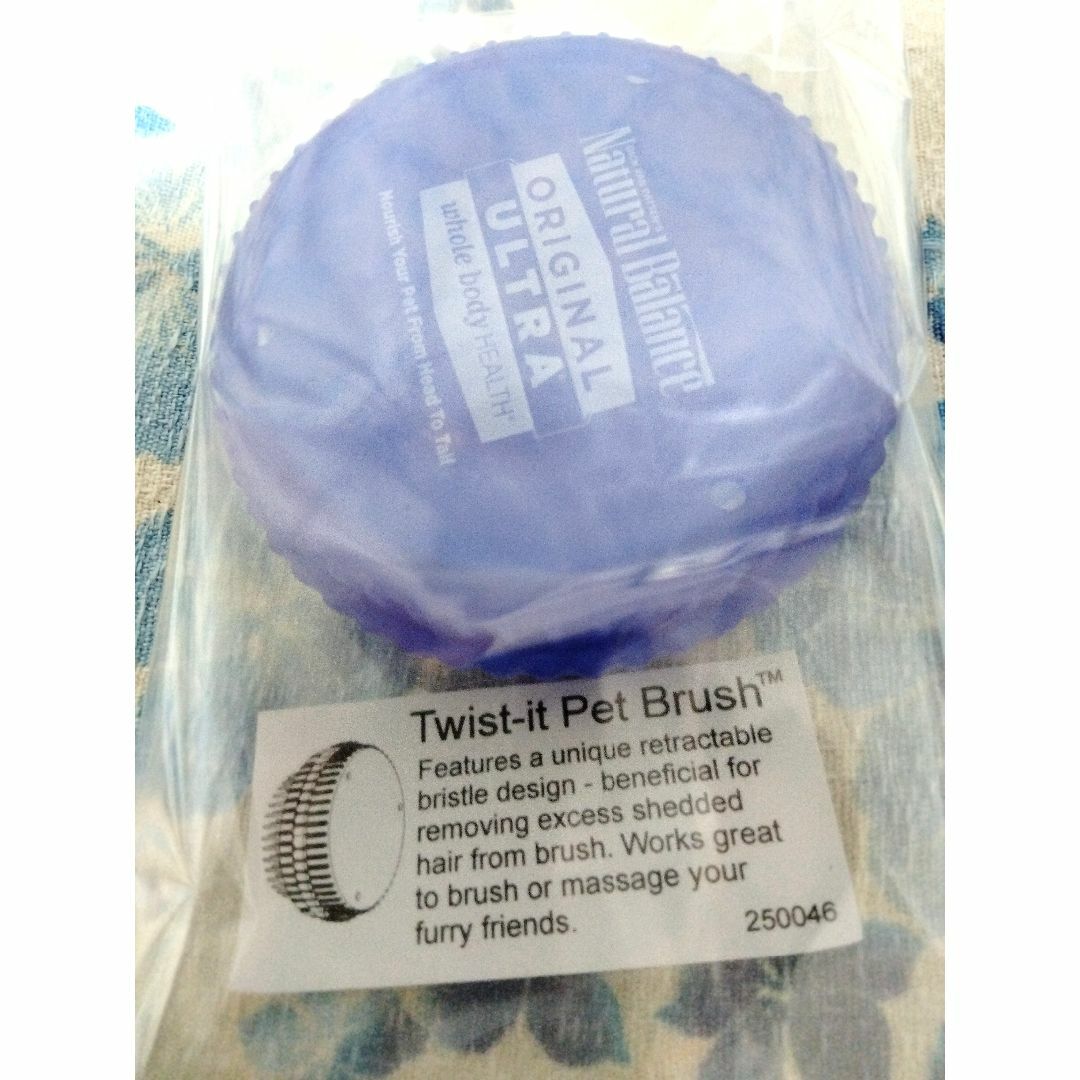 Natural Balance
ORIGINAL
ULTRA
whole body HEALTH®
Nourish Your Pet From Head To Tail
Twist-it Pet Brush™
Features a unique retractable
bristle design - beneficial for
removing excess shedded
hair from brush. Works great
to brush or massage your
furry friends.
250046